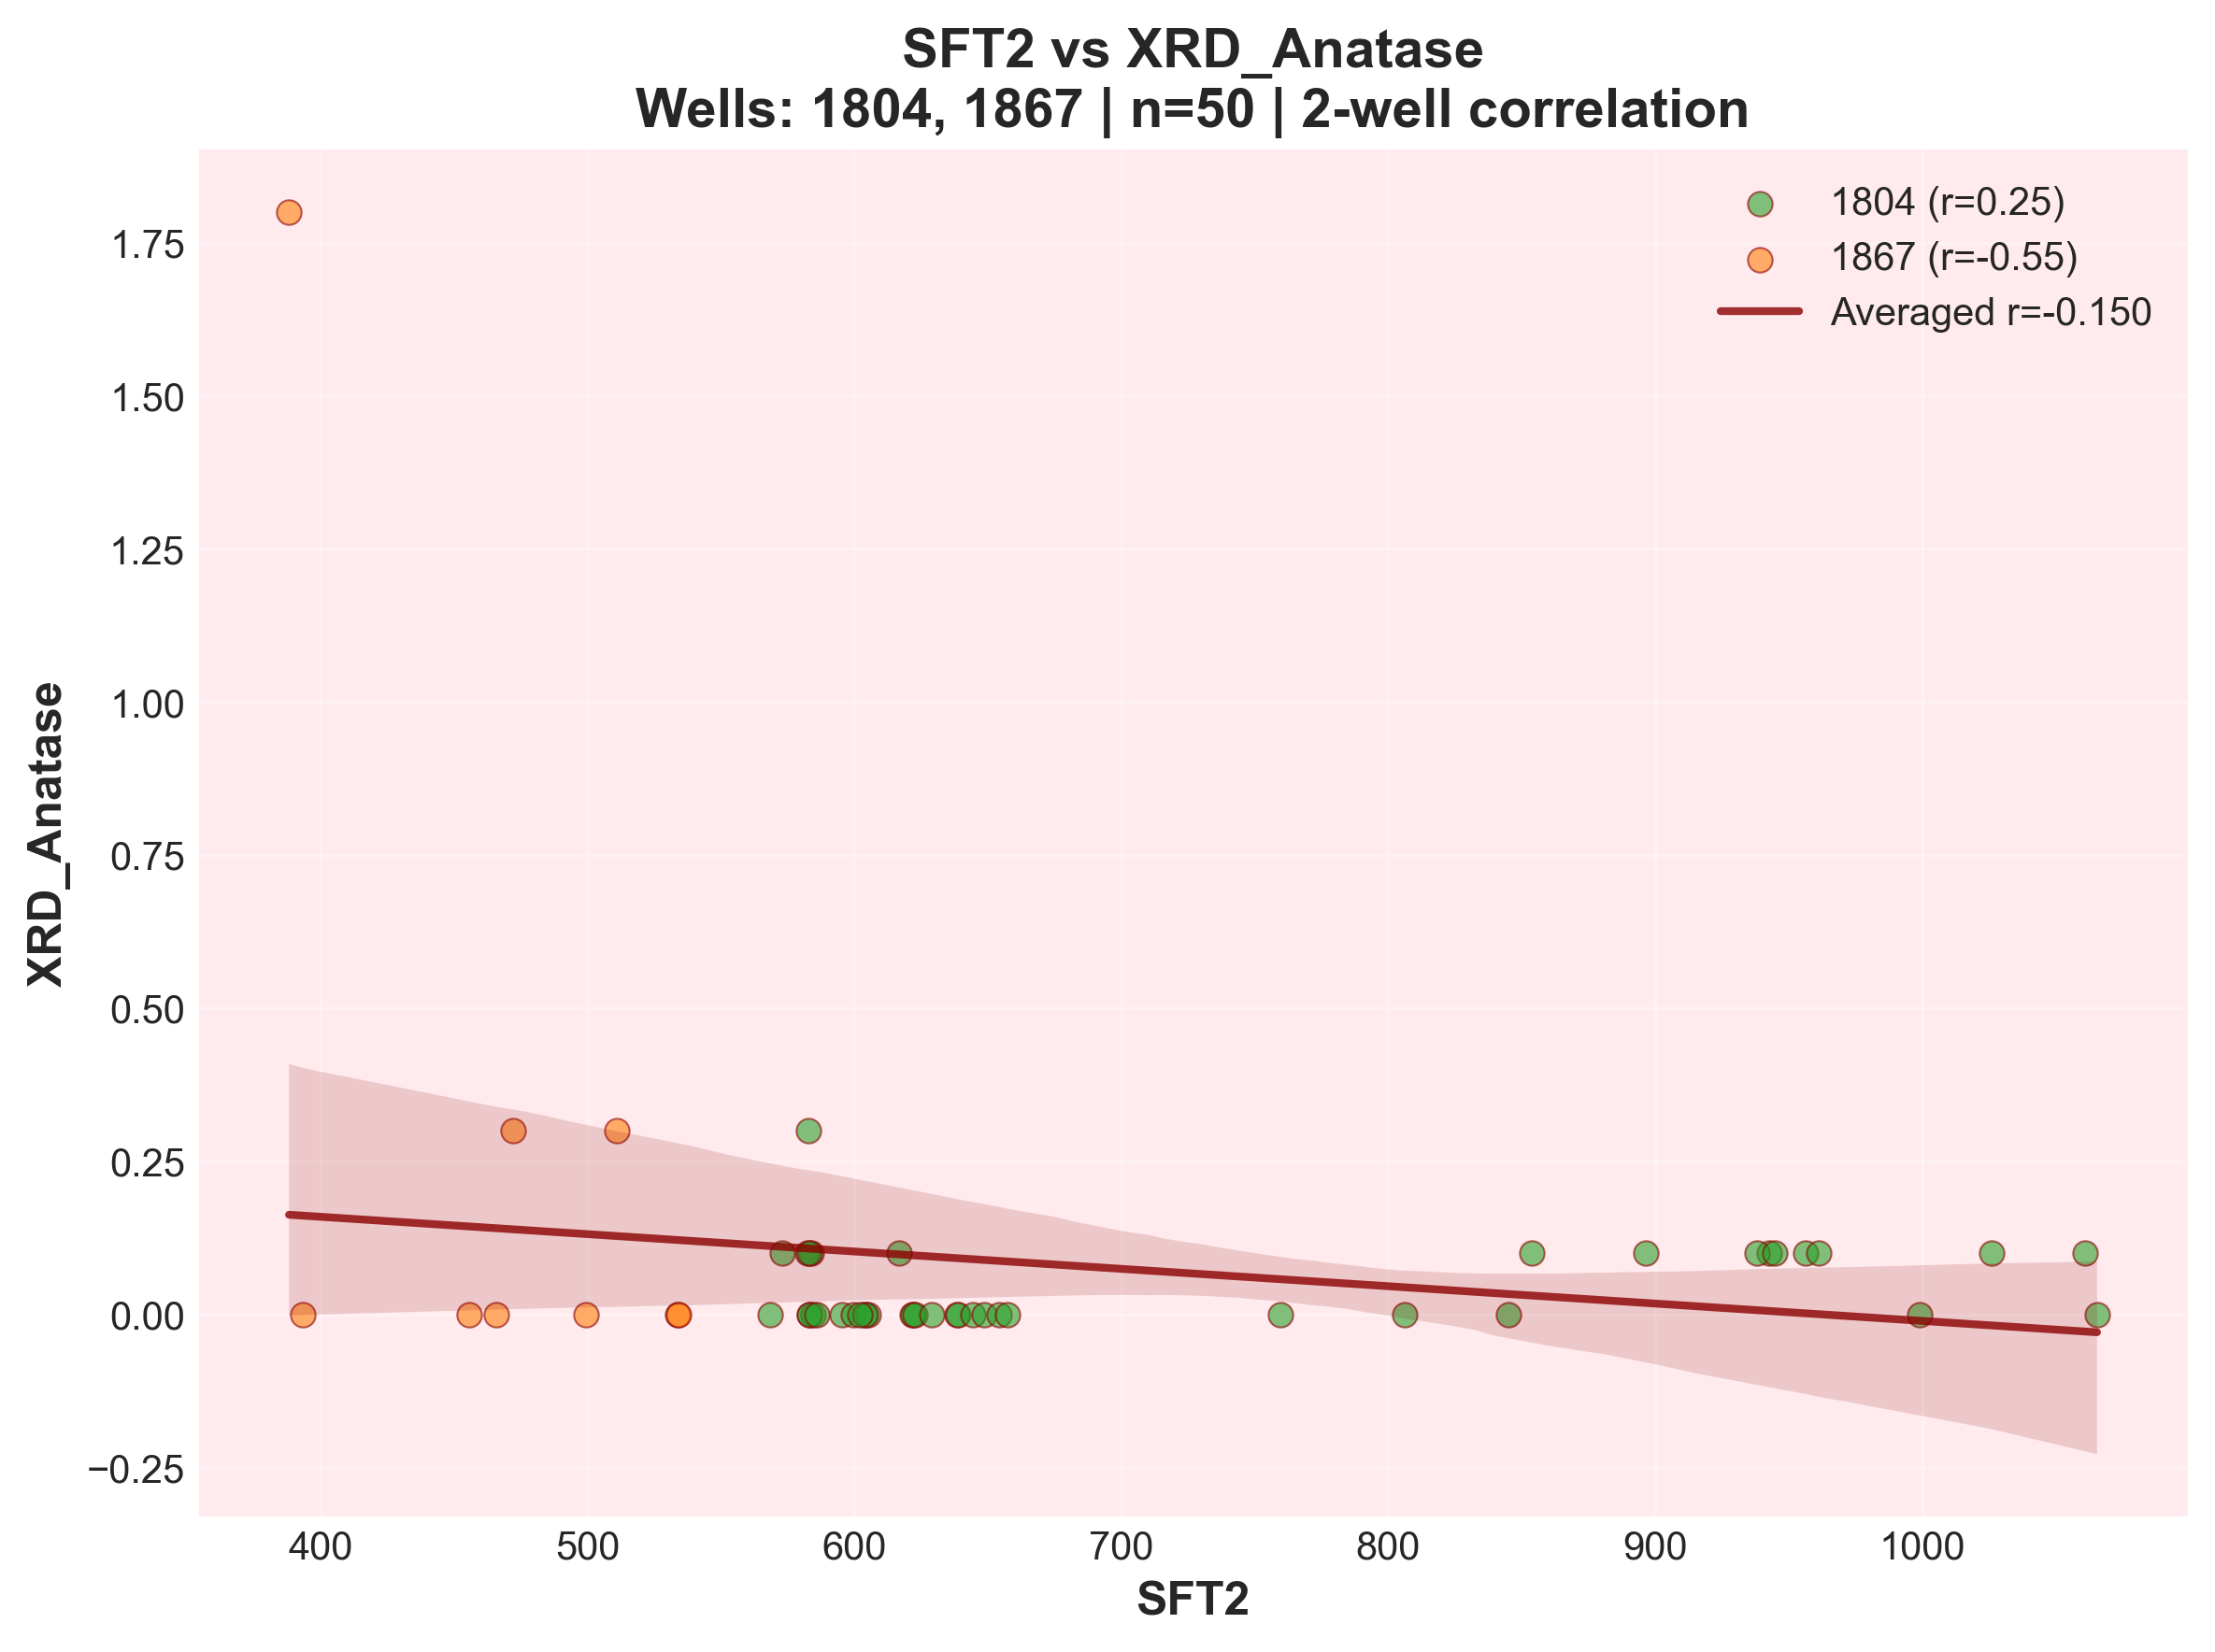 SFT2 vs XRD_Anatase
Wells: 1804, 1867 | n=50 | 2-well correlation
1804 (r=0.25)
1867 (r=-0.55)
Averaged r=-0.150
XRD_Anatase
1.75
1.50
1.25
1.00
0.75
0.50
0.25
0.00
−0.25
400 500 600 700 800 900 1000
SFT2